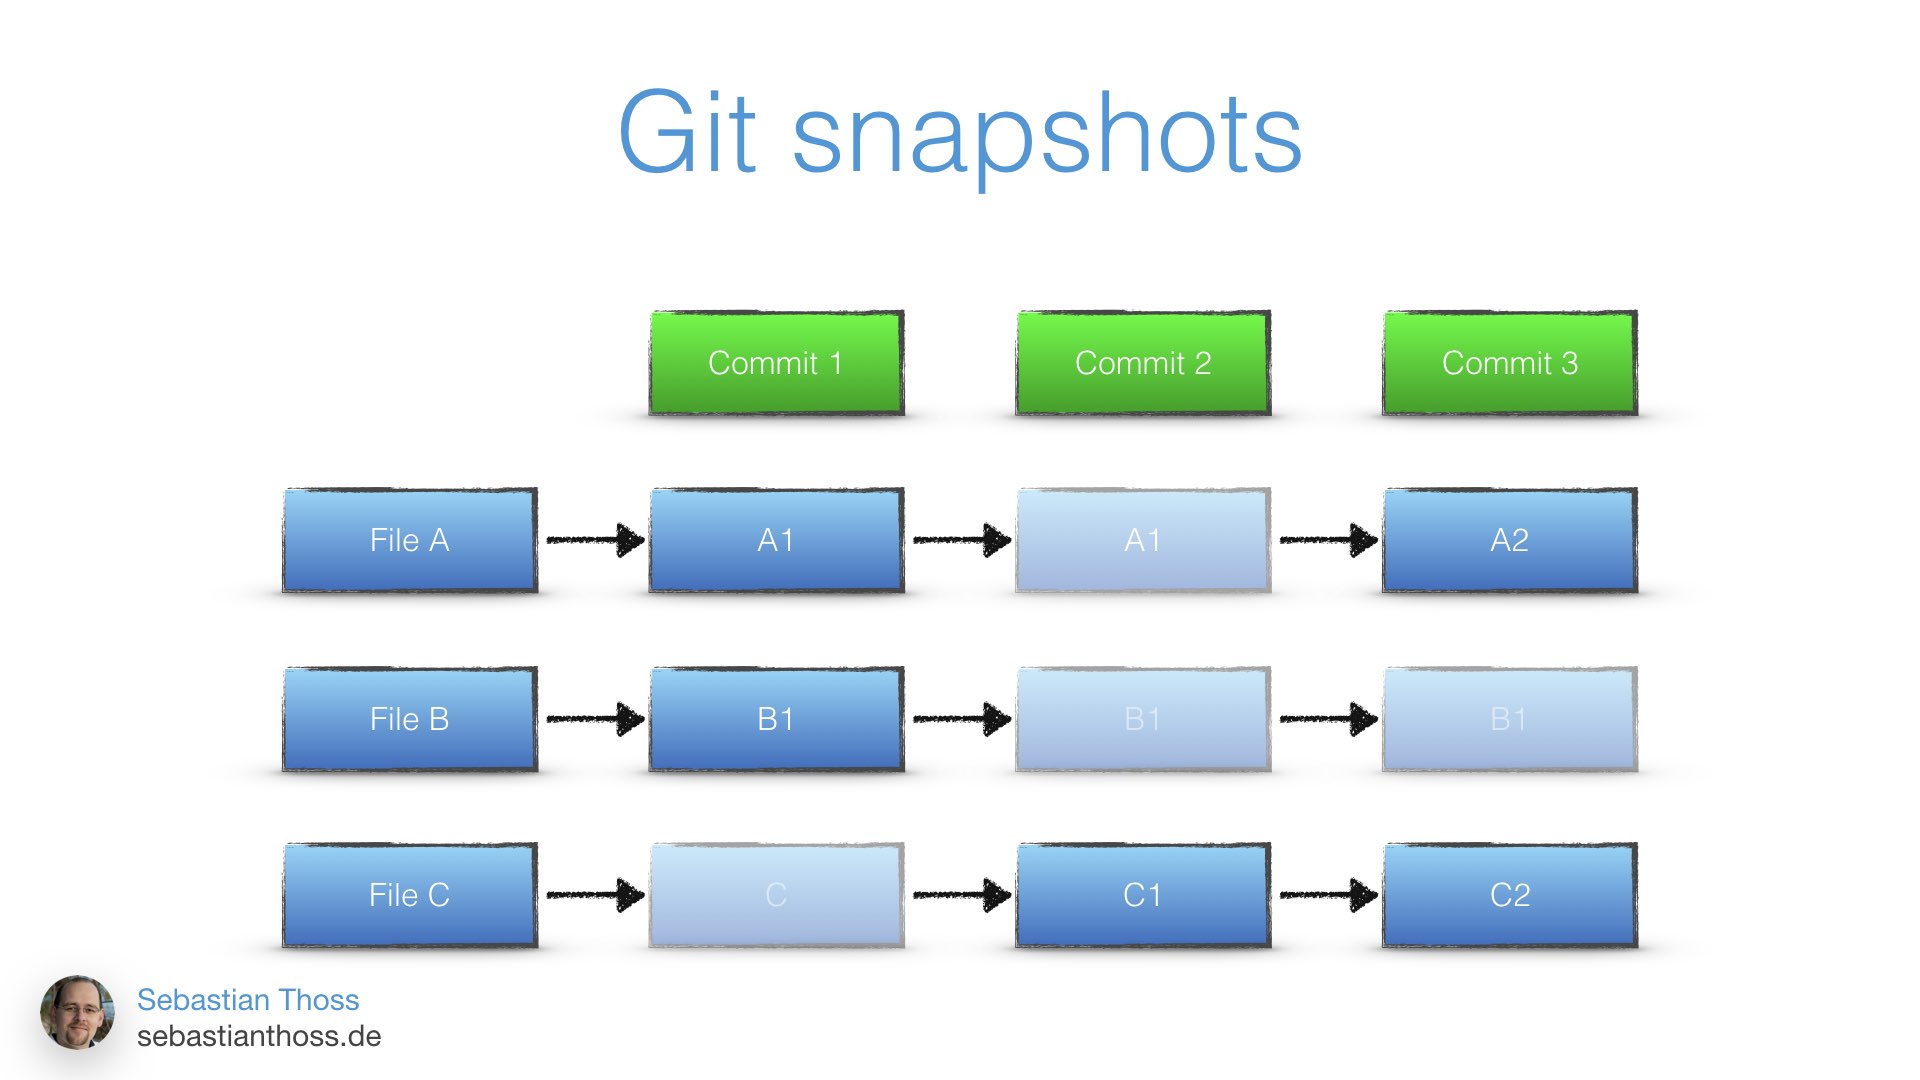 Git snapshots
Commit 1
Commit 2
Commit 3
File A
A1
A1
A2
File B
B1
B1
B1
File C
C
C1
C2
Sebastian Thoss
sebastianthoss.de